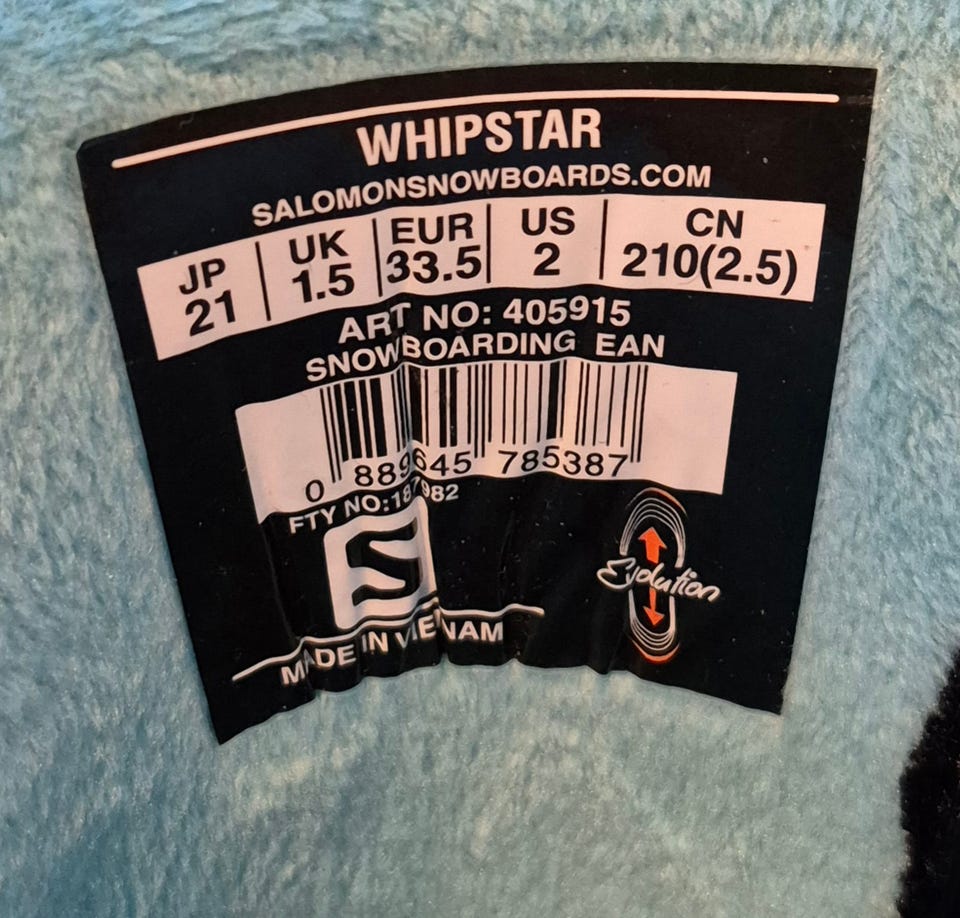 WHIPSTAR
SALOMONSNOWBOARDS.COM
JP UK EUR US CN
21 1.5 33.5 2 210(2.5)
ART NO: 405915
SNOWBOARDING EAN
0 889645 785387
FTY NO:187982
S
Evolution
MADE IN VIETNAM